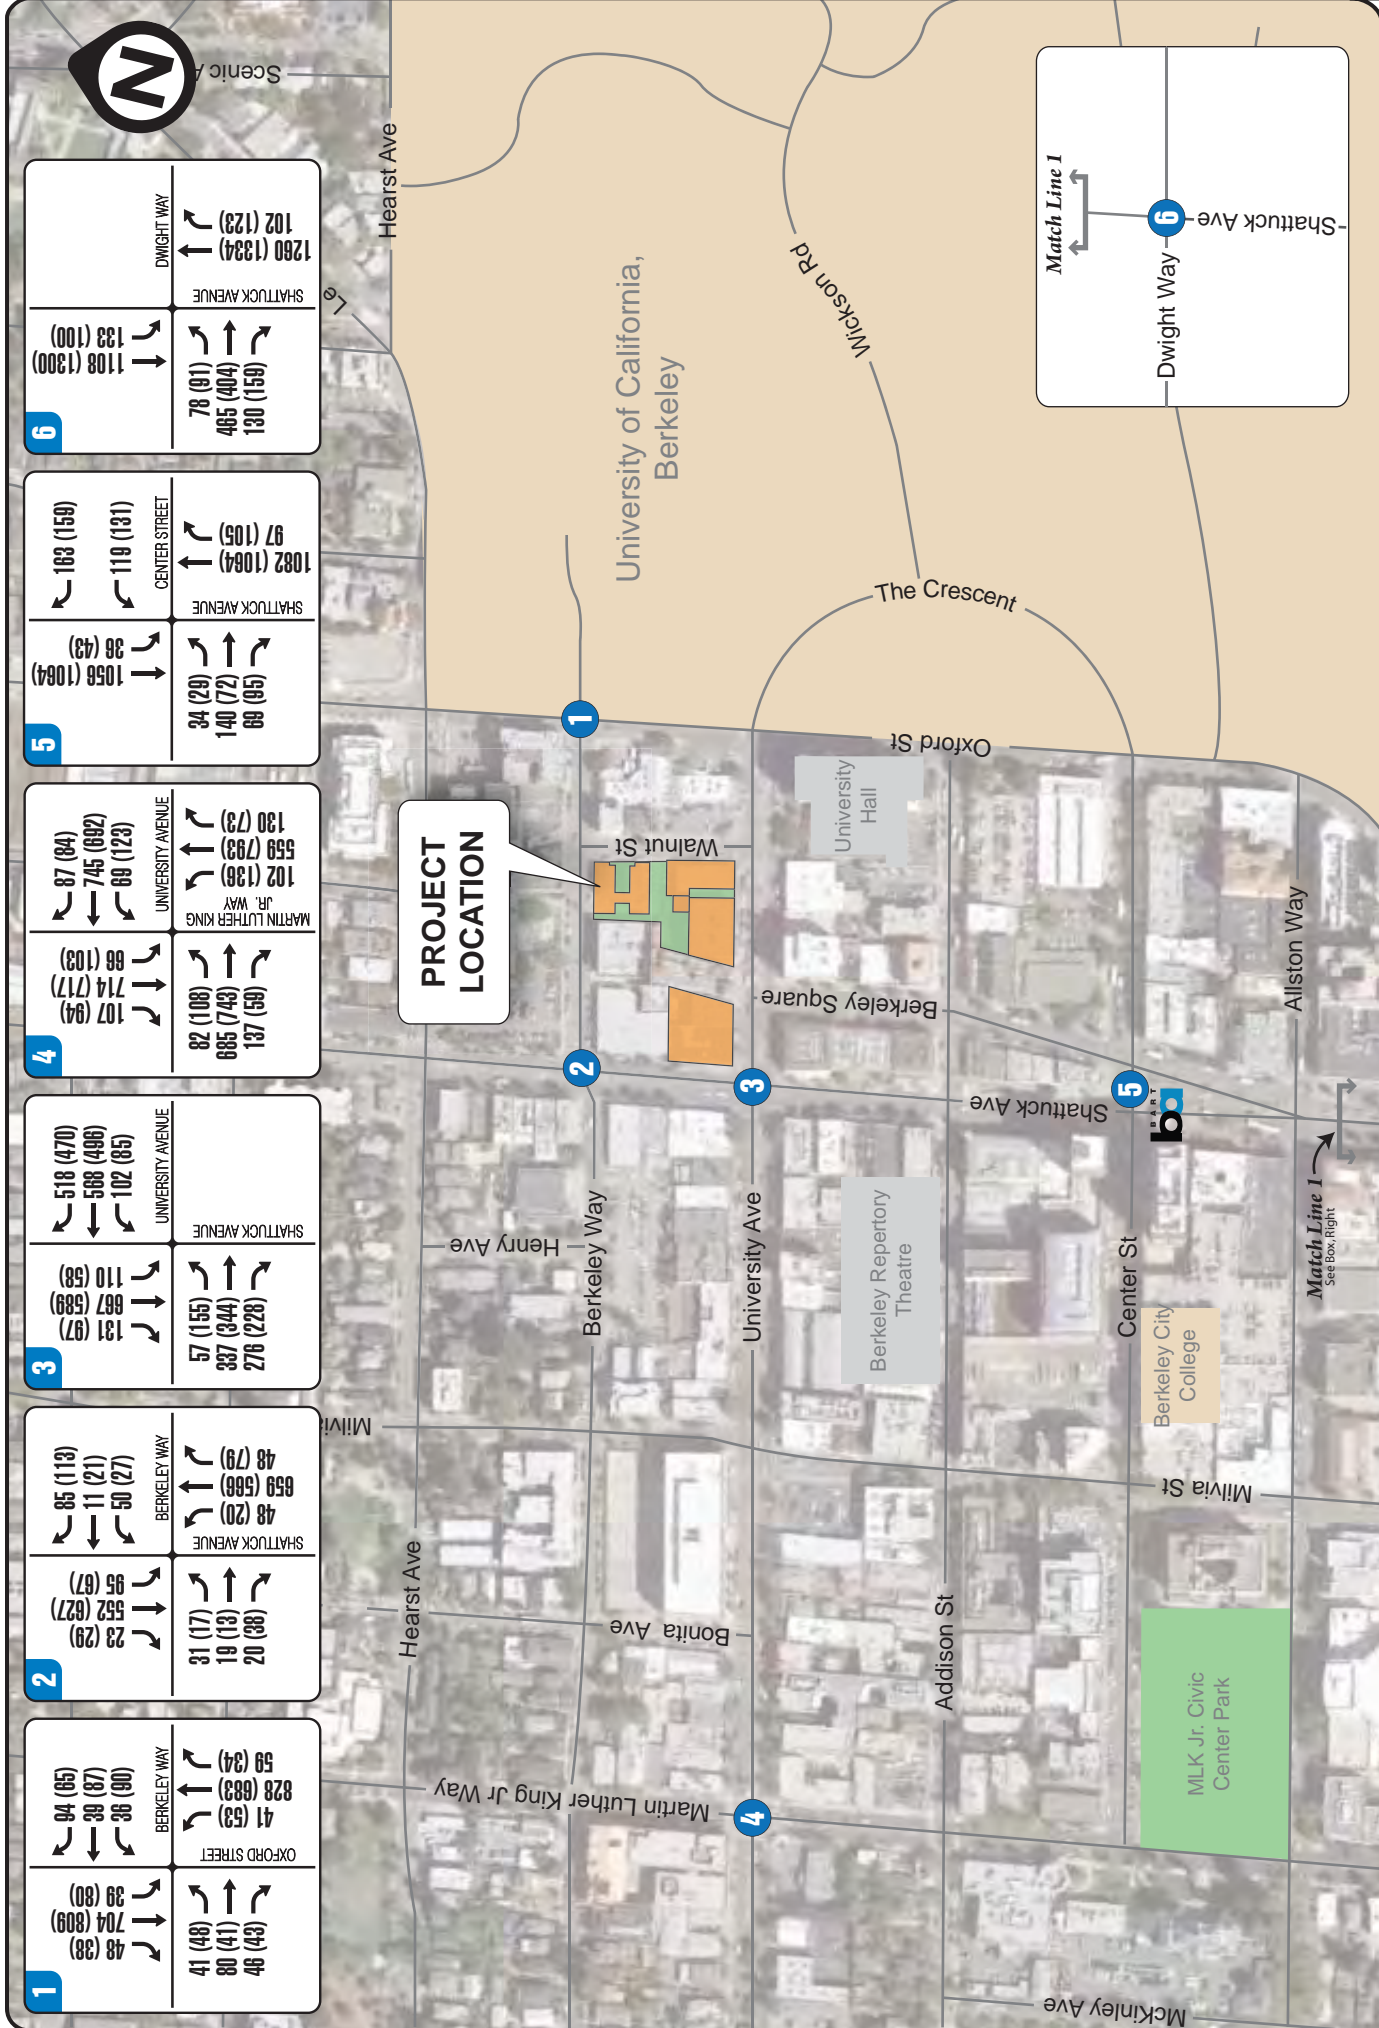 1
48 (38)
704 (809)
39 (80)
94 (65)
39 (87)
36 (90)
BERKELEY WAY
OXFORD STREET
41 (48)
80 (41)
46 (43)
41 (53)
828 (683)
59 (34)
2
23 (29)
552 (627)
95 (67)
85 (113)
11 (21)
50 (27)
BERKELEY WAY
SHATTUCK AVENUE
31 (17)
19 (13)
20 (38)
48 (20)
659 (566)
48 (79)
3
131 (97)
667 (589)
110 (58)
518 (470)
568 (496)
102 (85)
UNIVERSITY AVENUE
SHATTUCK AVENUE
57 (155)
337 (344)
276 (228)
4
107 (94)
714 (717)
66 (103)
87 (84)
745 (692)
69 (123)
UNIVERSITY AVENUE
MARTIN LUTHER KING
JR. WAY
82 (108)
685 (743)
137 (59)
102 (136)
559 (793)
130 (73)
5
1056 (1064)
36 (43)
163 (159)
119 (131)
CENTER STREET
SHATTUCK AVENUE
34 (29)
140 (72)
69 (95)
1082 (1064)
97 (105)
6
1108 (1300)
133 (100)
DWIGHT WAY
SHATTUCK AVENUE
78 (91)
465 (404)
130 (159)
1260 (1334)
102 (123)
N
Scenic A
Le
Hearst Ave
Hearst Ave
Milvia
PROJECT
LOCATION
University of California,
Berkeley
Wickson Rd
The Crescent
1
2
3
4
5
Walnut St
Oxford St
University
Hall
Berkeley Square
Henry Ave
Berkeley Way
University Ave
Bonita Ave
Martin Luther King Jr Way
Shattuck Ave
Berkeley Repertory
Theatre
Addison St
Center St
BART
ba
Berkeley City
College
Milvia St
MLK Jr. Civic
Center Park
Allston Way
McKinley Ave
Match Line 1
See Box, Right
Match Line 1
6
Dwight Way
Shattuck Ave